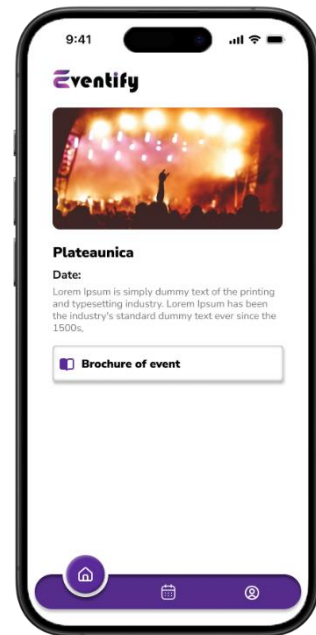 9:41
Eventify
Plateaunica
Date:
Lorem Ipsum is simply dummy text of the printing
and typesetting industry. Lorem Ipsum has been
the industry's standard dummy text ever since the
1500s,
Brochure of event